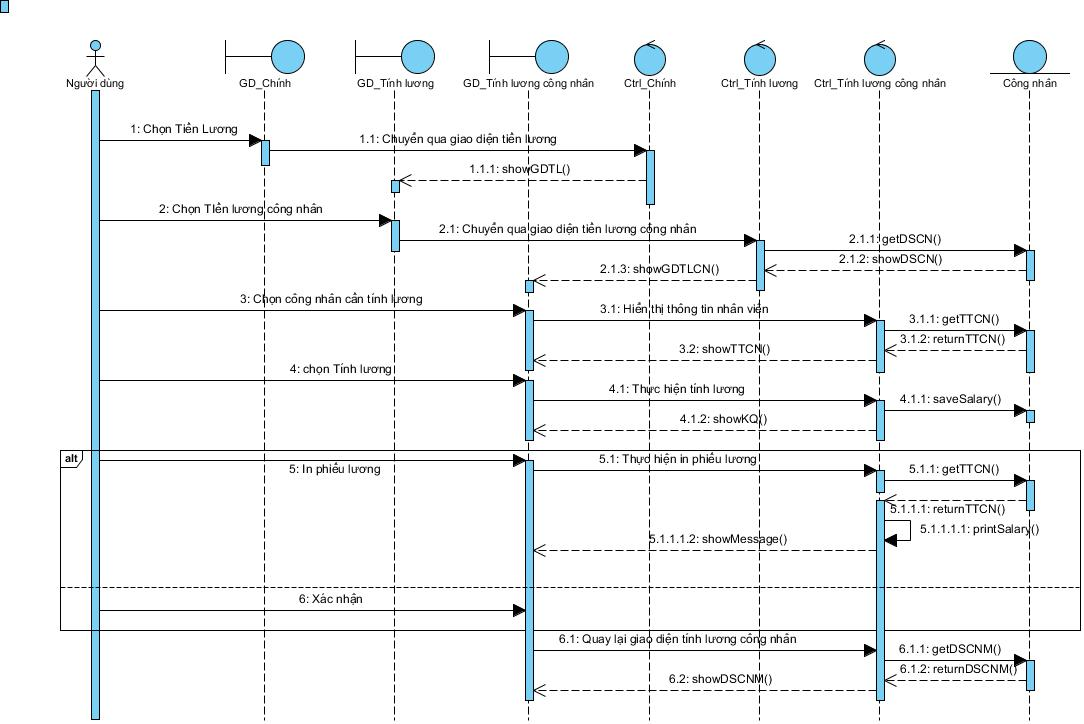 Người dùng
GD_Chính
GD_Tính lương
GD_Tính lương công nhân
Ctrl_Chính
Ctrl_Tính lương
Ctrl_Tính lương công nhân
Công nhân
1: Chọn Tiền Lương
1.1: Chuyển qua giao diện tiền lương
1.1.1: showGDTL()
2: Chọn TIền lương công nhân
2.1: Chuyển qua giao diện tiền lương công nhân
2.1.1: getDSCN()
2.1.2: showDSCN()
2.1.3: showGDTLCN()
3: Chọn công nhân cần tính lương
3.1: Hiển thị thông tin nhân viên
3.1.1: getTTCN()
3.1.2: returnTTCN()
3.2: showTTCN()
4: chọn Tính lương
4.1: Thực hiện tính lương
4.1.1: saveSalary()
4.1.2: showKQ()
alt
5: In phiếu lương
5.1: Thực hiện in phiếu lương
5.1.1: getTTCN()
5.1.1.1: returnTTCN()
5.1.1.1.1: printSalary()
5.1.1.1.2: showMessage()
6: Xác nhận
6.1: Quay lại giao diện tính lương công nhân
6.1.1: getDSCNM()
6.1.2: returnDSCNM()
6.2: showDSCNM()